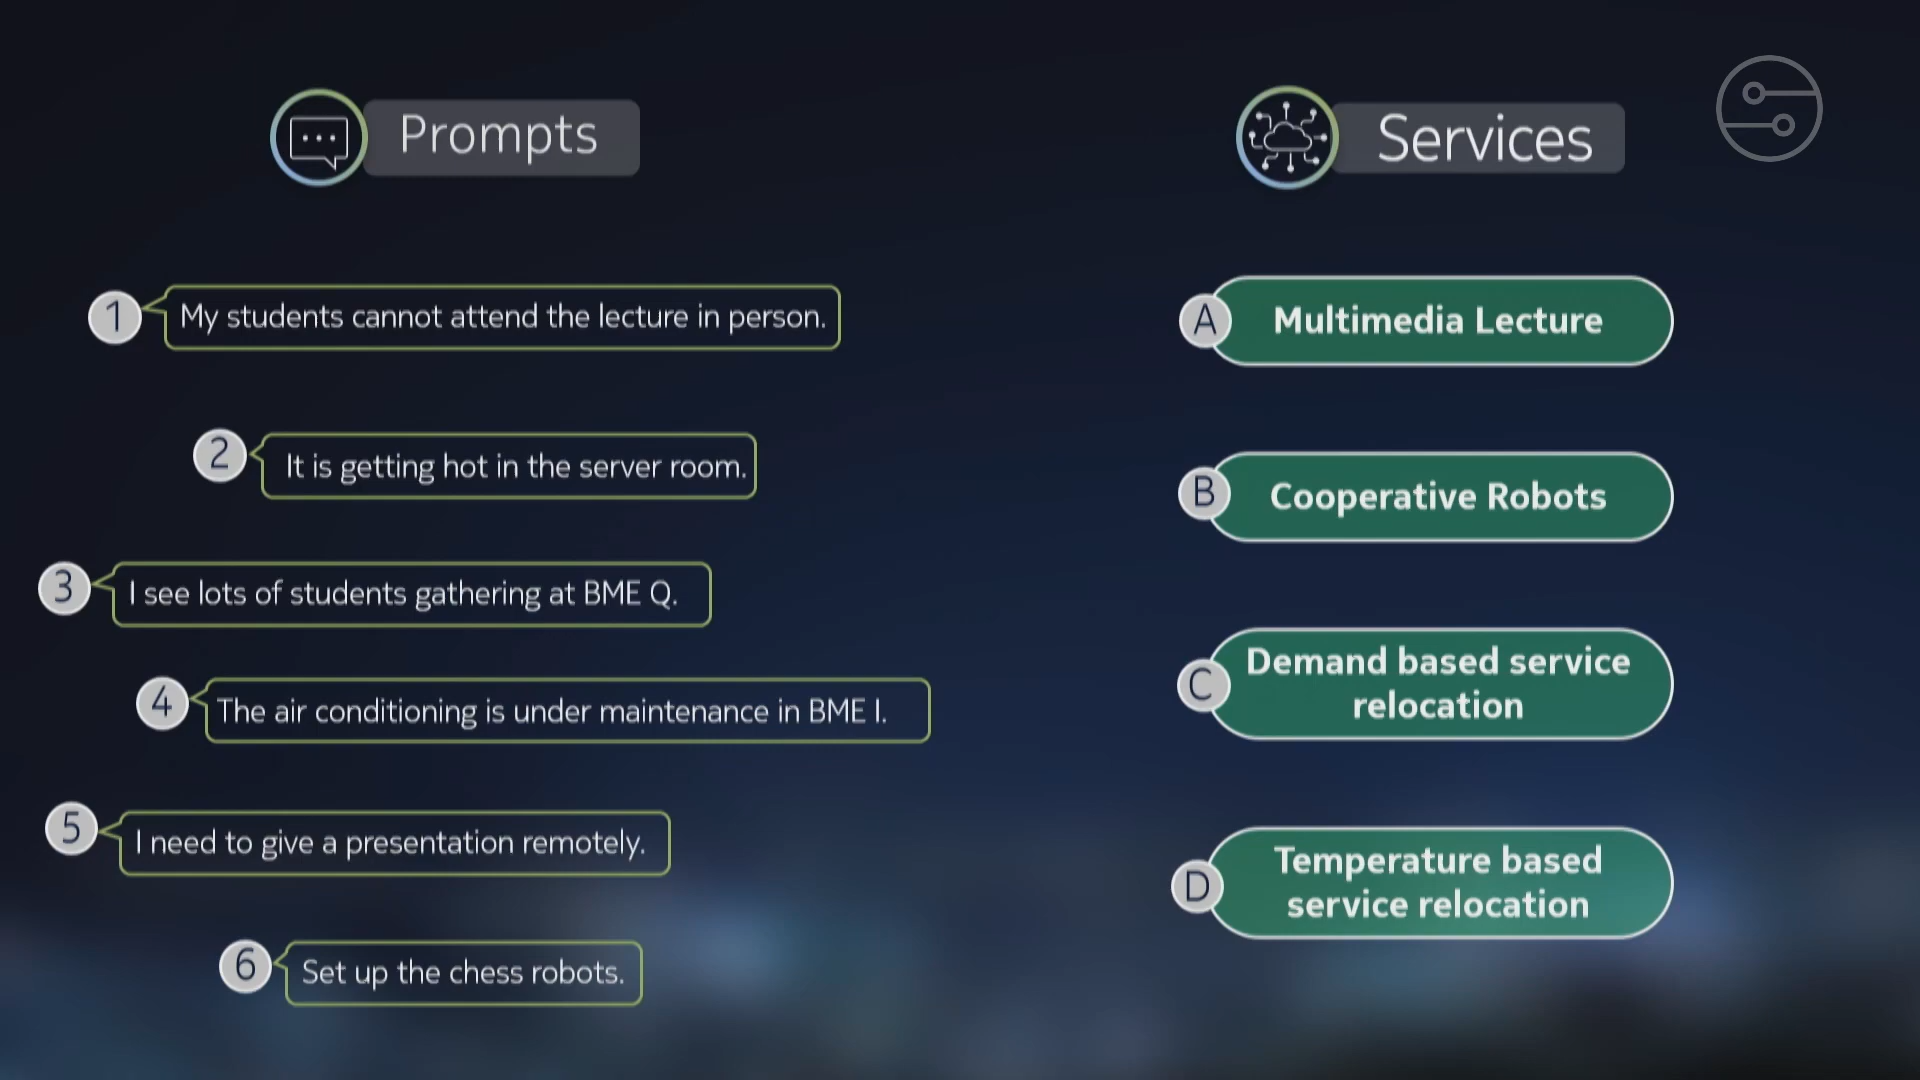 Prompts
Services
1
My students cannot attend the lecture in person.
2
It is getting hot in the server room.
3
I see lots of students gathering at BME Q.
4
The air conditioning is under maintenance in BME I.
5
I need to give a presentation remotely.
6
Set up the chess robots.
A
Multimedia Lecture
B
Cooperative Robots
C
Demand based service
relocation
D
Temperature based
service relocation